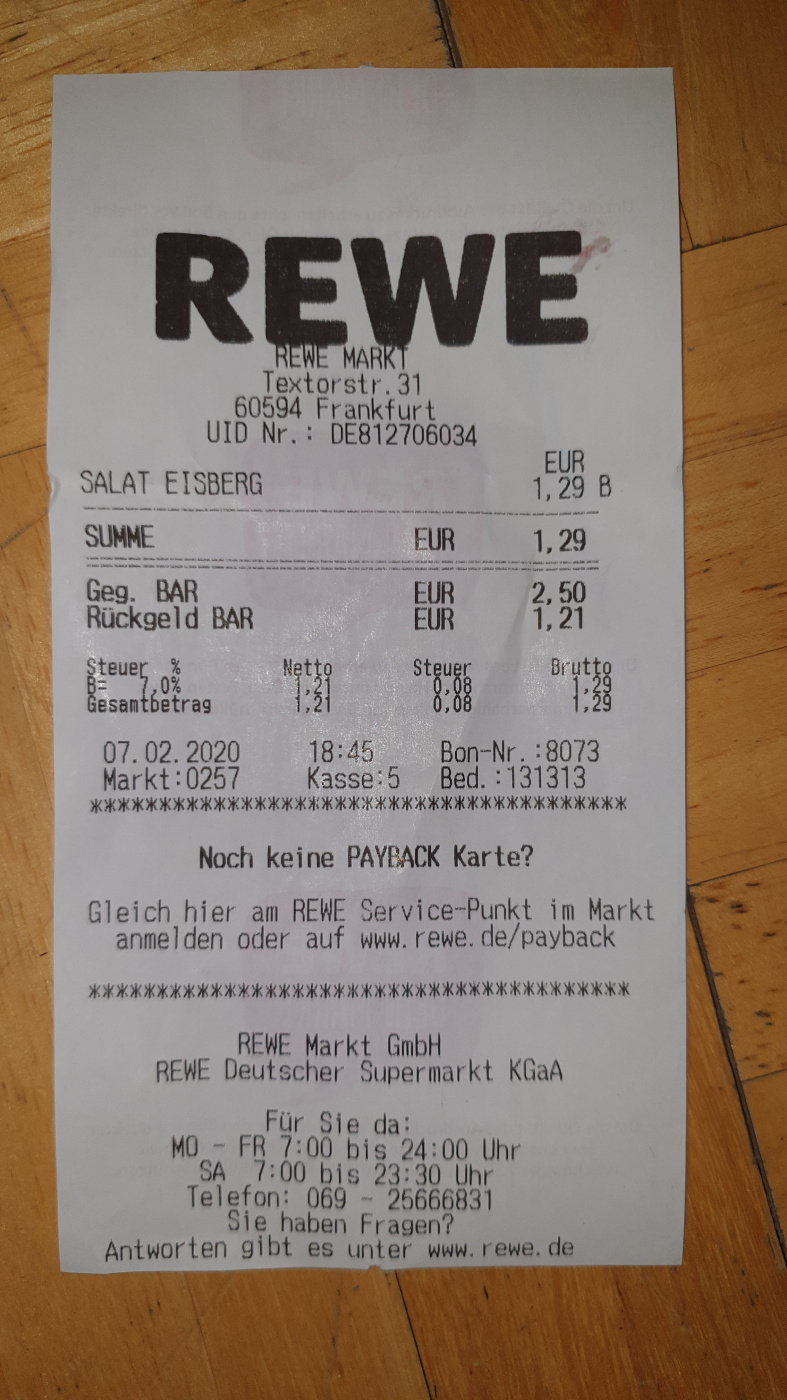 REWE
REWE MARKT
Textorstr.31
60594 Frankfurt
UID Nr.: DE812706034
EUR
SALAT EISBERG 1,29 B
SUMME EUR 1,29
Geg. BAR EUR 2,50
Rückgeld BAR EUR 1,21
Steuer % Netto Steuer Brutto
B= 7,0% 1,21 0,08 1,29
Gesamtbetrag 1,21 0,08 1,29
07.02.2020 18:45 Bon-Nr.:8073
Markt:0257 Kasse:5 Bed.:131313
****************************************
Noch keine PAYBACK Karte?
Gleich hier am REWE Service-Punkt im Markt
anmelden oder auf www.rewe.de/payback
****************************************
REWE Markt GmbH
REWE Deutscher Supermarkt KGaA
Für Sie da:
MO - FR 7:00 bis 24:00 Uhr
SA 7:00 bis 23:30 Uhr
Telefon: 069 - 25666831
Sie haben Fragen?
Antworten gibt es unter www.rewe.de